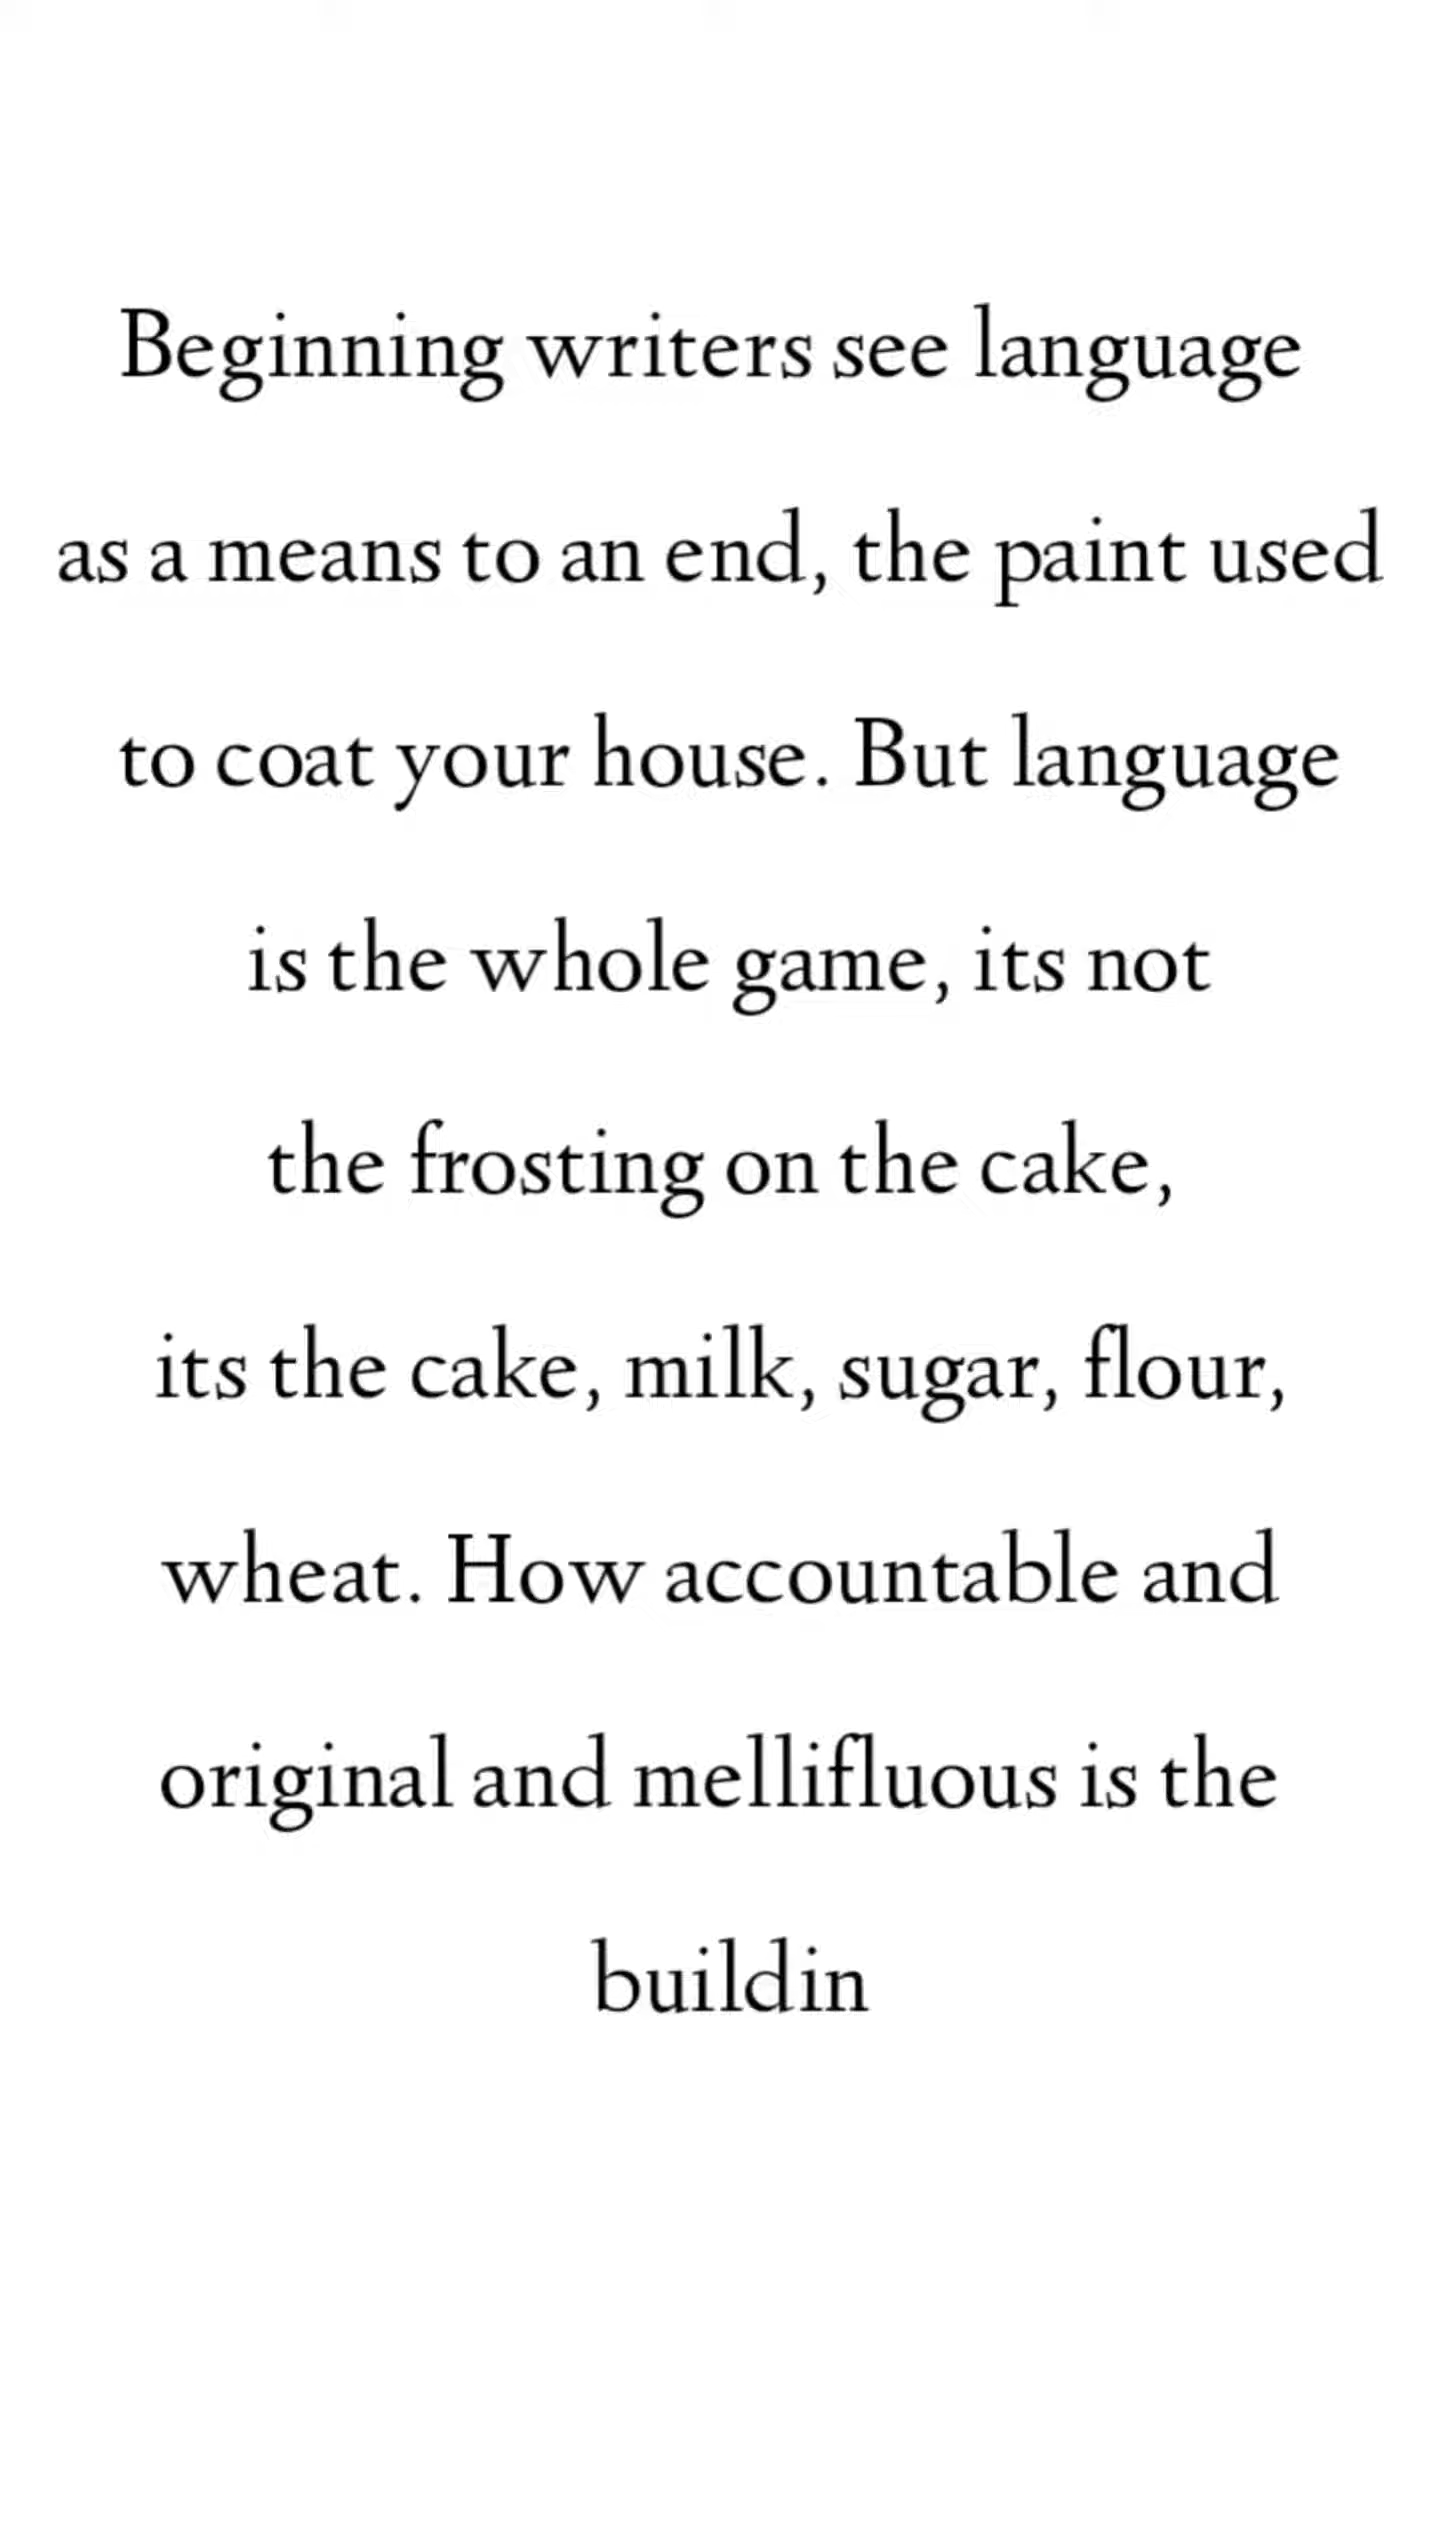 Beginning writers see language
as a means to an end, the paint used
to coat your house. But language
is the whole game, its not
the frosting on the cake,
its the cake, milk, sugar, flour,
wheat. How accountable and
original and mellifluous is the
buildin